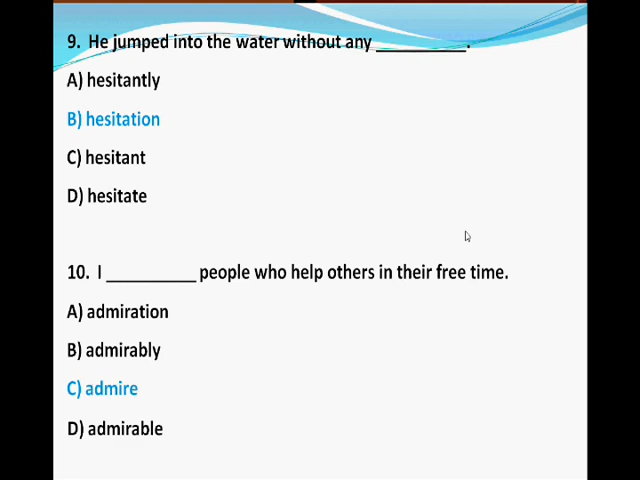 9. He jumped into the water without any __________.
A) hesitantly
B) hesitation
C) hesitant
D) hesitate
10. I __________ people who help others in their free time.
A) admiration
B) admirably
C) admire
D) admirable